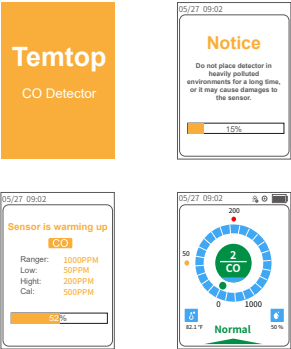 Temtop
CO Detector
05/27 09:02
Notice
Do not place detector in
heavily polluted
environments for a long time,
or it may cause damages to
the sensor.
15%
05/27 09:02
Sensor is warming up
CO
Ranger: 1000PPM
Low: 50PPM
Hight: 200PPM
Cal: 500PPM
52%
05/27 09:02
200
50
2
CO
0 1000
82.1 °F
Normal
50 %